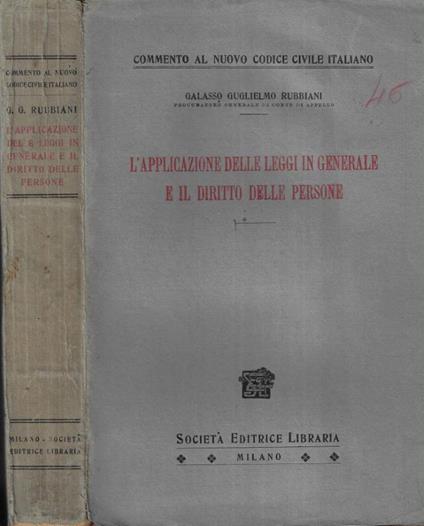 COMMENTO AL NUOVO
CODICE CIVILE ITALIANO
G. G. RUBBIANI
L'APPLICAZIONE
DELLE LEGGI IN
GENERALE E IL
DIRITTO DELLE
PERSONE
MILANO - SOCIETÀ
EDITRICE LIBRARIA
COMMENTO AL NUOVO CODICE CIVILE ITALIANO
GALASSO GUGLIELMO RUBBIANI
PROCURATORE GENERALE DI CORTE DI APPELLO
46
L'APPLICAZIONE DELLE LEGGI IN GENERALE
E IL DIRITTO DELLE PERSONE
SOCIETÀ EDITRICE LIBRARIA
MILANO